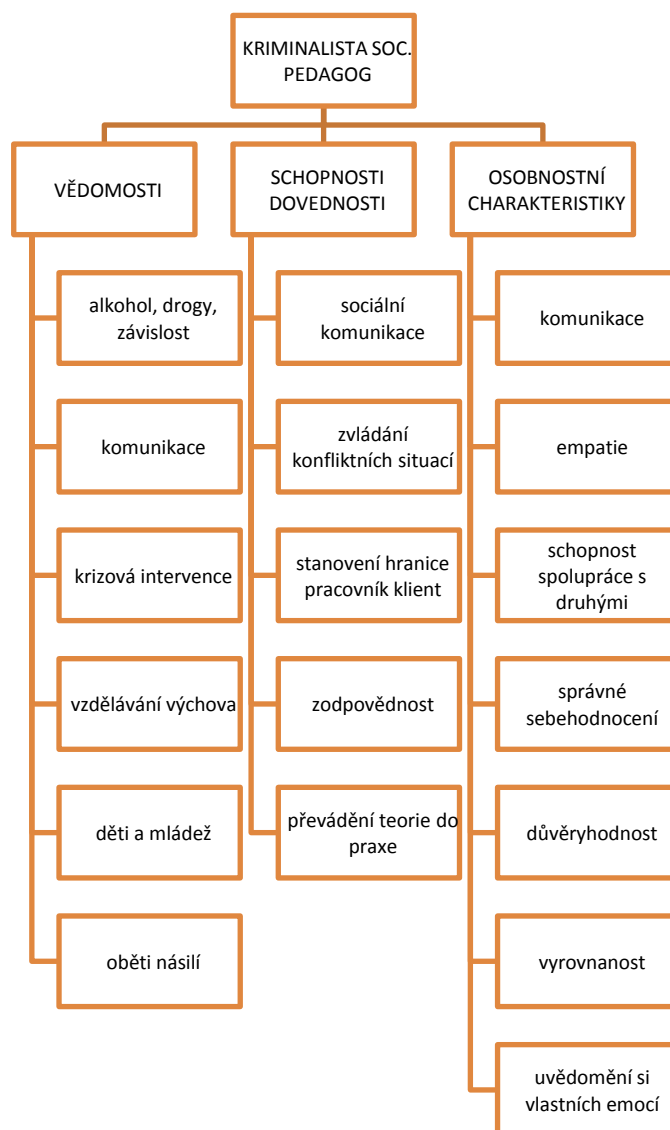 KRIMINALISTA SOC.
PEDAGOG
VĚDOMOSTI
alkohol, drogy,
závislost
komunikace
krizová intervence
vzdělávání výchova
děti a mládež
oběti násilí
SCHOPNOSTI
DOVEDNOSTI
sociální
komunikace
zvládání
konfliktních situací
stanovení hranice
pracovník klient
zodpovědnost
převádění teorie do
praxe
OSOBNOSTNÍ
CHARAKTERISTIKY
komunikace
empatie
schopnost
spolupráce s
druhými
správné
sebehodnocení
důvěryhodnost
vyrovnanost
uvědomění si
vlastních emocí